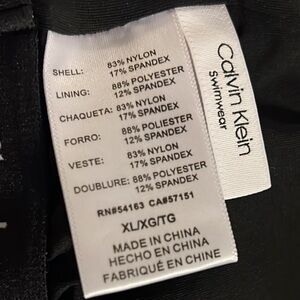 SHELL: 83% NYLON
17% SPANDEX
LINING: 88% POLYESTER
12% SPANDEX
CHAQUETA: 83% NYLON
17% SPANDEX
FORRO: 88% POLIESTER
12% SPANDEX
VESTE: 83% NYLON
17% SPANDEX
DOUBLURE: 88% POLYESTER
12% SPANDEX
RN#54163 CA#57151
XL/XG/TG
MADE IN CHINA
HECHO EN CHINA
FABRIQUÉ EN CHINE
Calvin Klein
Swimwear